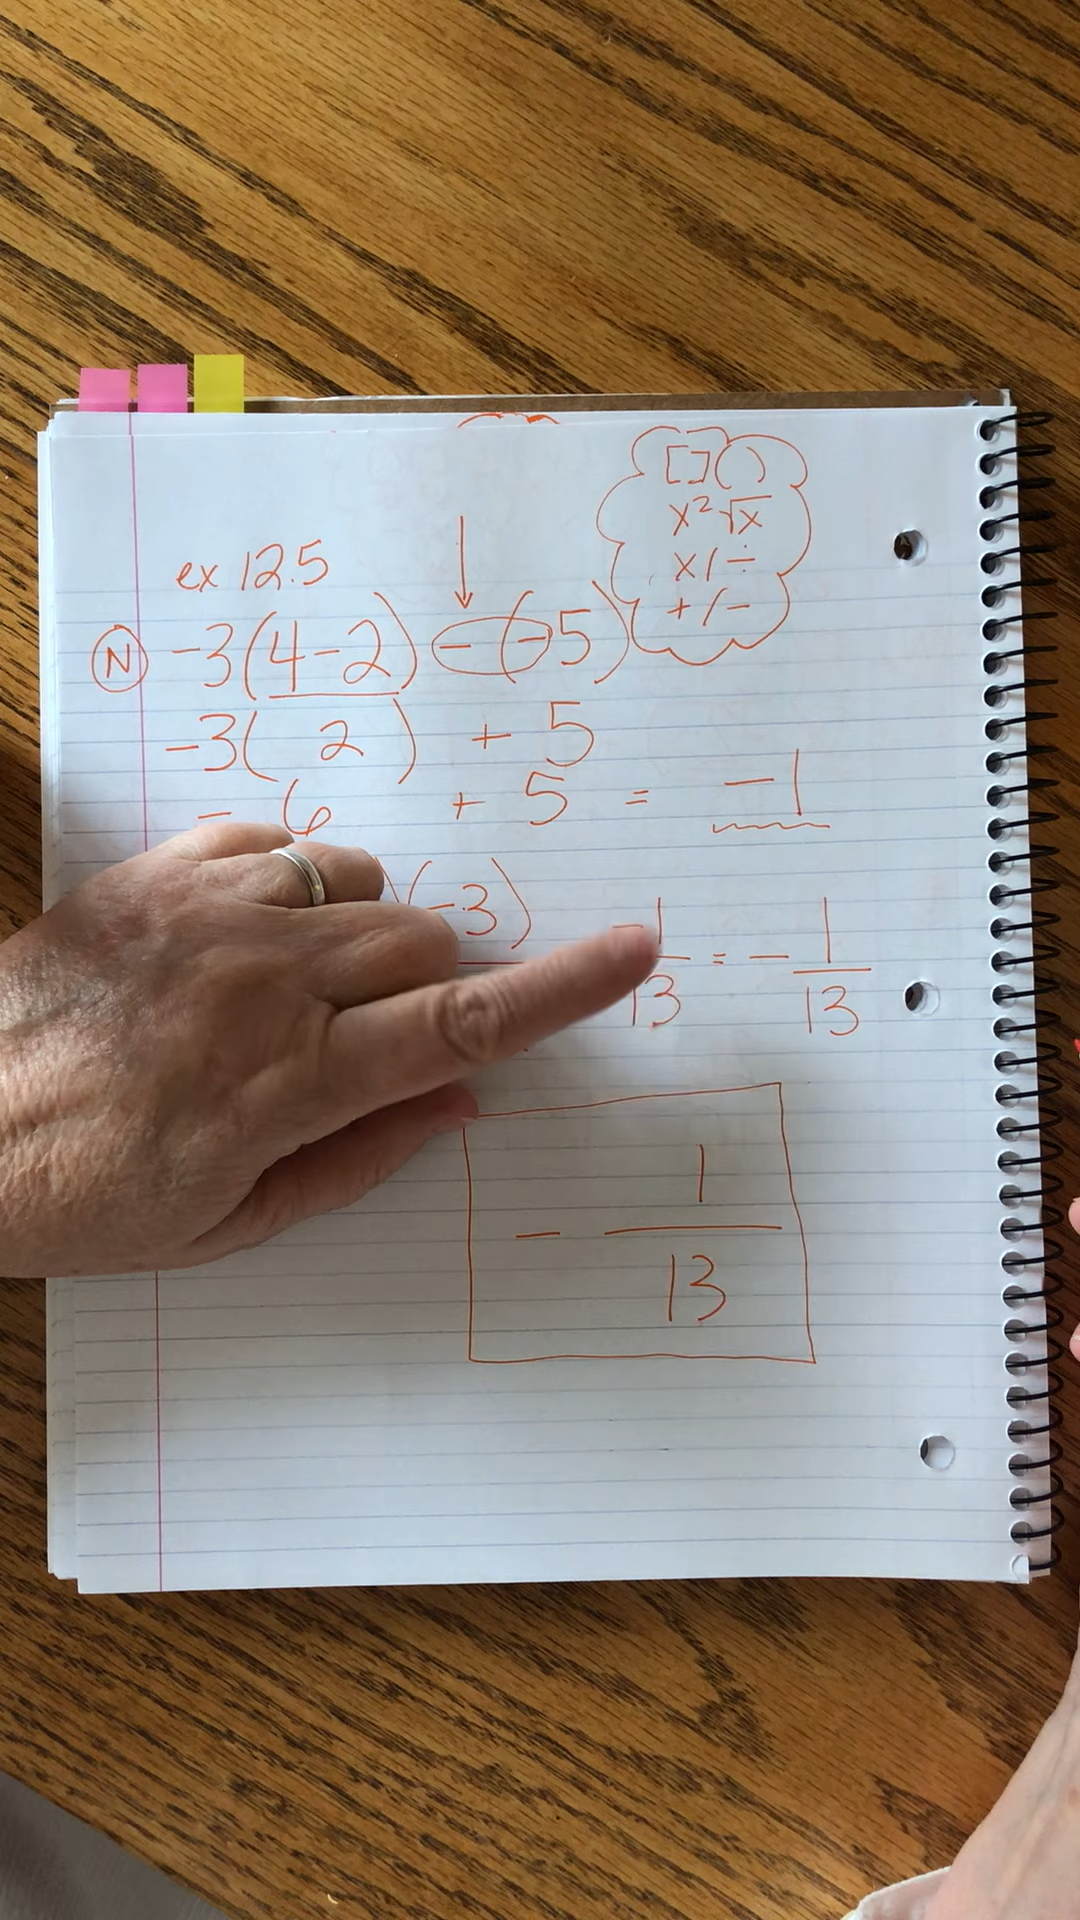 [ ] ( )
x² √x
x / ÷
+ / -
ex 12.5
(N) -3(4-2) - (-5)
-3( 2 ) + 5
- 6 + 5 = -1
)(-3) -1/13 = - 1/13
- 1/13